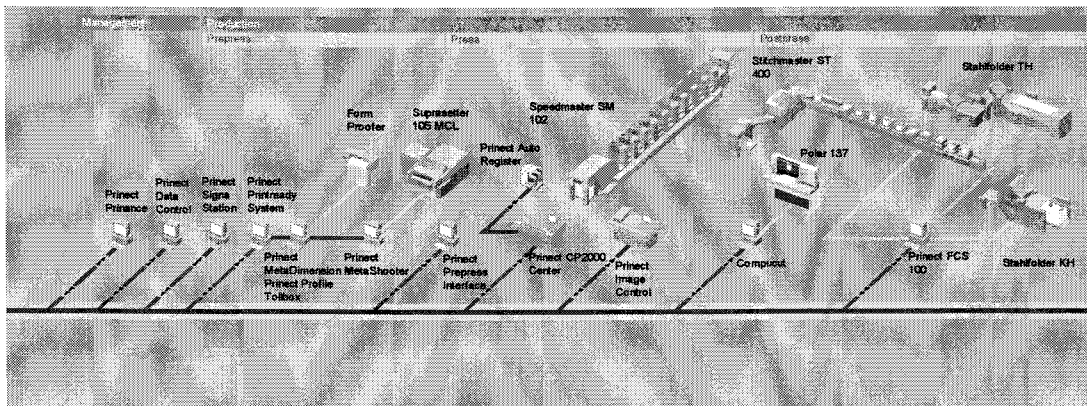 Management
Production
Prepress
Press
Postpress
Stitchmaster ST
400
Stahlfolder TH
Form
Proofer
Suprasetter
105 MCL
Speedmaster SM
102
Prinect Auto
Register
Polar 137
Prinect
Prinance
Prinect
Data
Control
Prinect
Signa
Station
Prinect
Printready
System
Prinect
MetaDimension
Prinect Profile
Toolbox
Prinect
MetaShooter
Prinect
Prepress
Interface
Prinect CP2000
Center
Prinect
Image
Control
Compucut
Prinect FCS
100
Stahlfolder KH